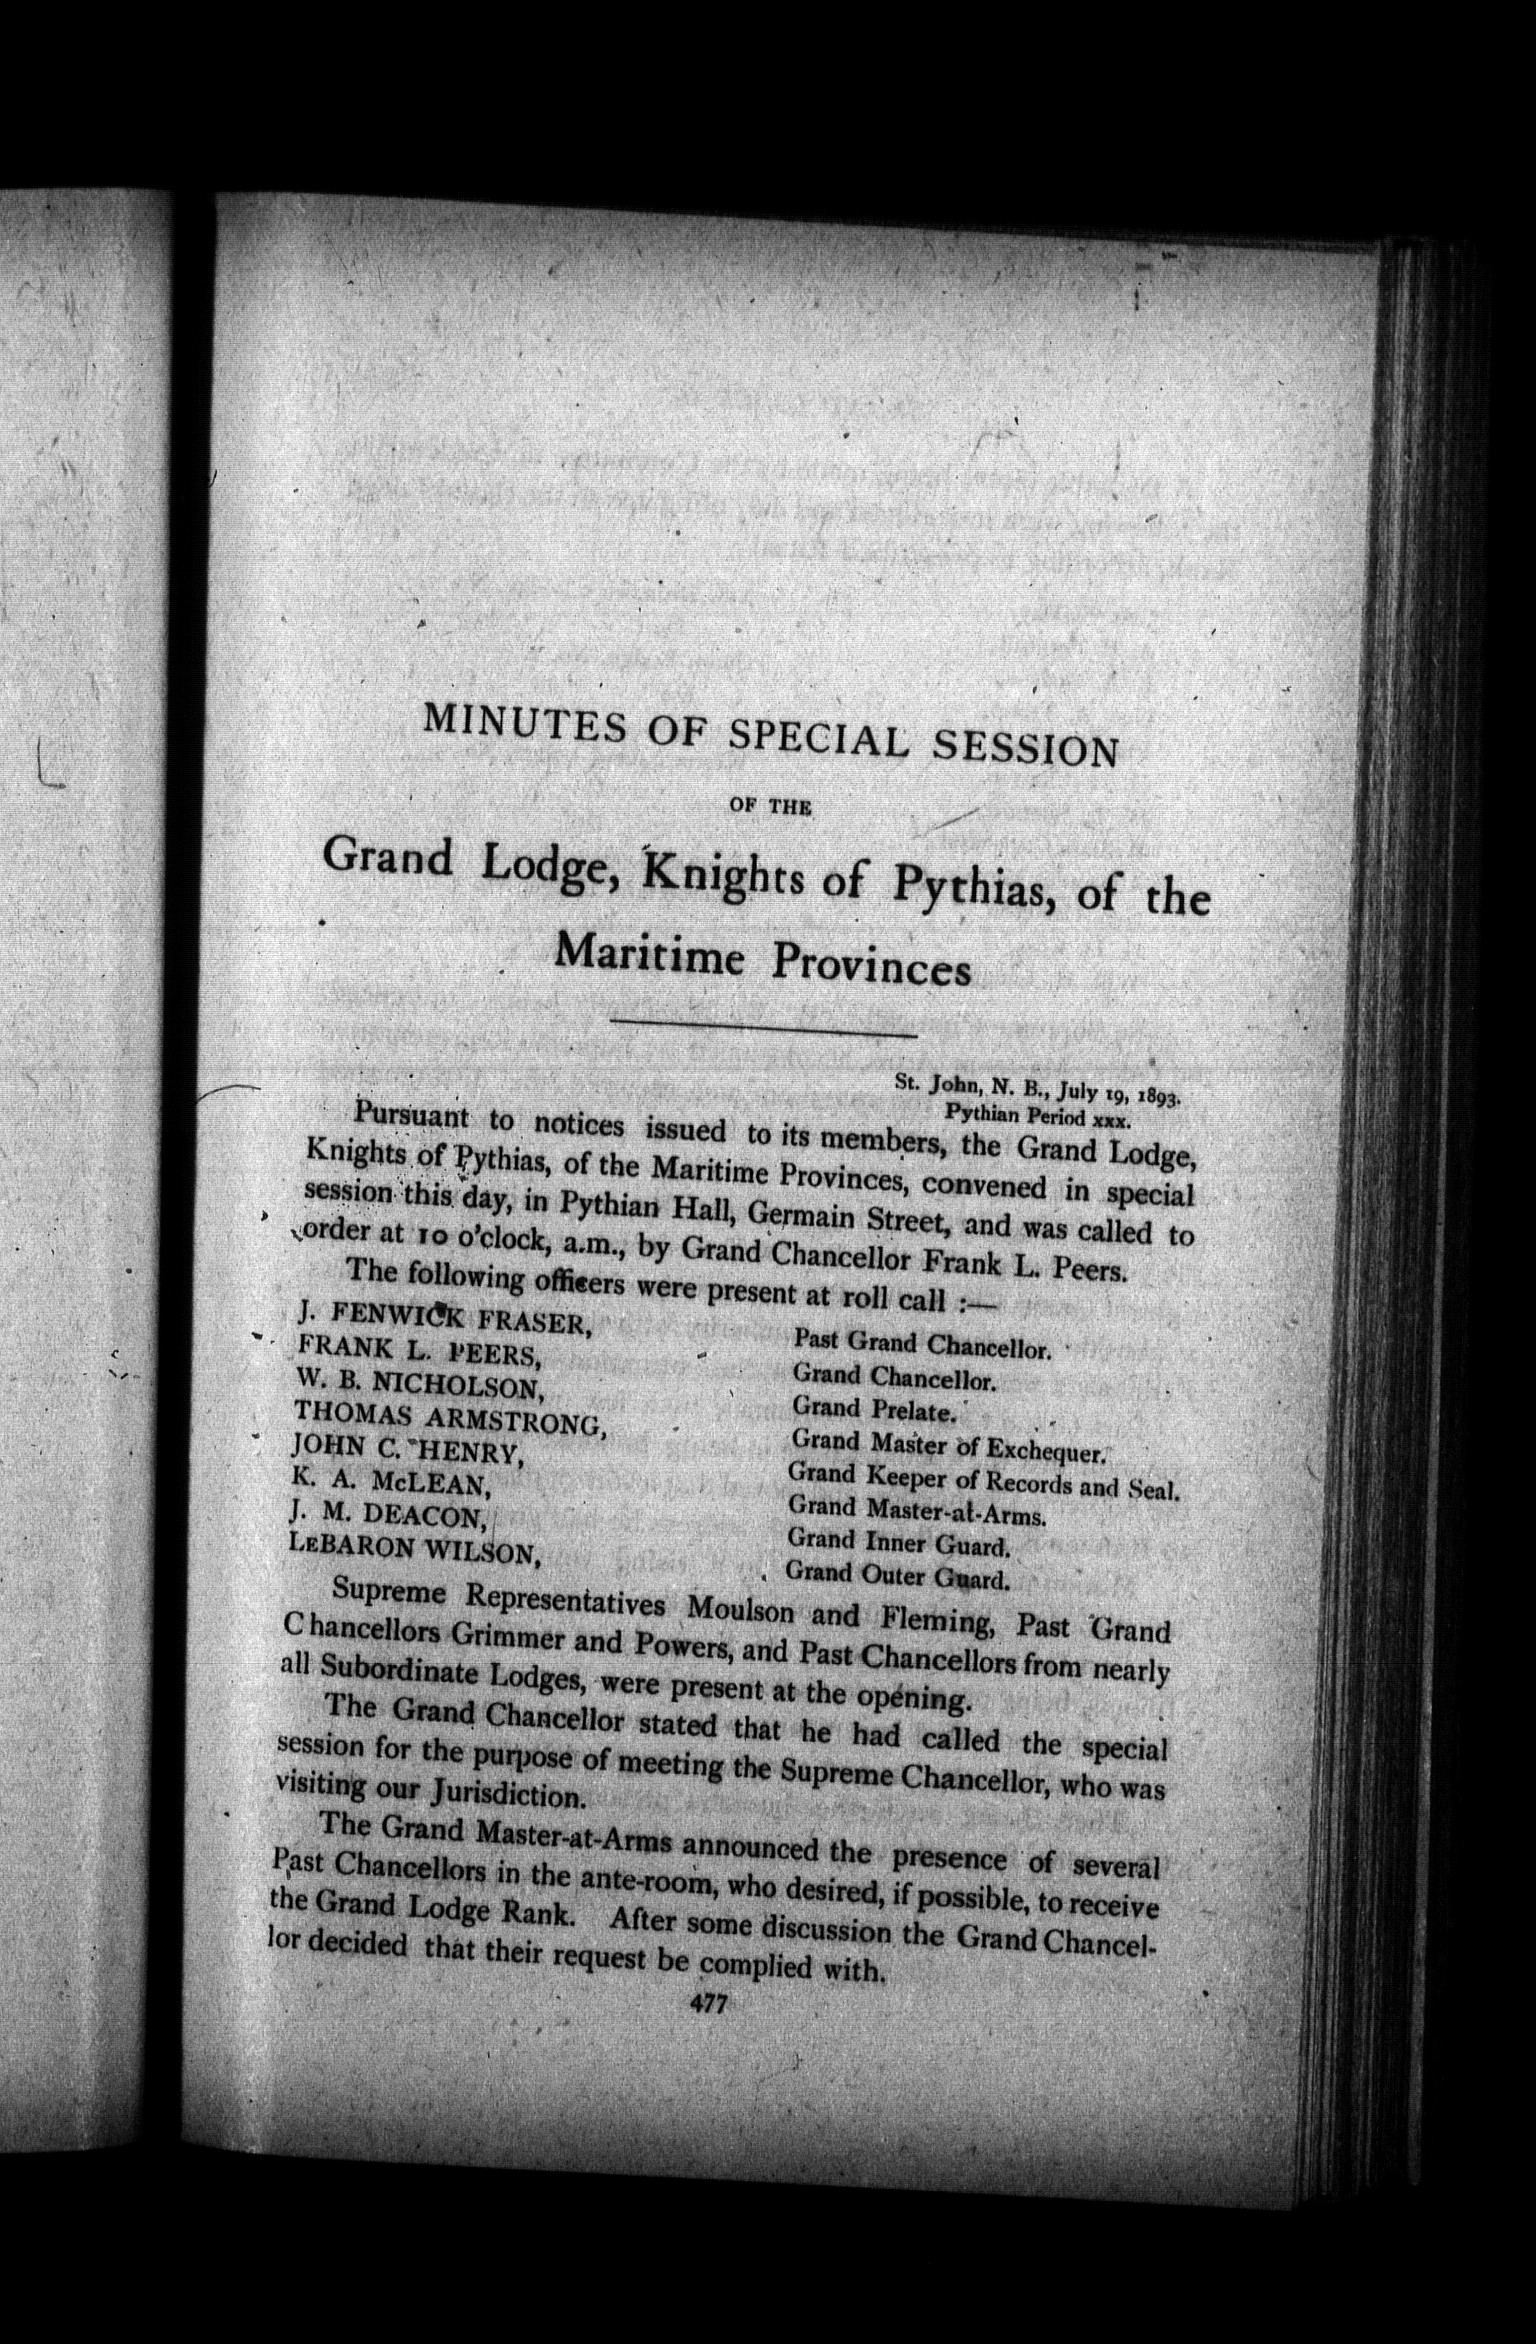 MINUTES OF SPECIAL SESSION
OF THE
Grand Lodge, Knights of Pythias, of the
Maritime Provinces
St. John, N. B., July 19, 1893.
Pythian Period xxx.
Pursuant to notices issued to its members, the Grand Lodge,
Knights of Pythias, of the Maritime Provinces, convened in special
session this day, in Pythian Hall, Germain Street, and was called to
order at 10 o'clock, a.m., by Grand Chancellor Frank L. Peers.
The following officers were present at roll call :—
J. FENWICK FRASER, Past Grand Chancellor.
FRANK L. PEERS, Grand Chancellor.
W. B. NICHOLSON, Grand Prelate.
THOMAS ARMSTRONG, Grand Master of Exchequer.
JOHN C. HENRY, Grand Keeper of Records and Seal.
K. A. McLEAN, Grand Master-at-Arms.
J. M. DEACON, Grand Inner Guard.
LEBARON WILSON, Grand Outer Guard.
Supreme Representatives Moulson and Fleming, Past Grand
Chancellors Grimmer and Powers, and Past Chancellors from nearly
all Subordinate Lodges, were present at the opening.
The Grand Chancellor stated that he had called the special
session for the purpose of meeting the Supreme Chancellor, who was
visiting our Jurisdiction.
The Grand Master-at-Arms announced the presence of several
Past Chancellors in the ante-room, who desired, if possible, to receive
the Grand Lodge Rank. After some discussion the Grand Chancel-
lor decided that their request be complied with.
477